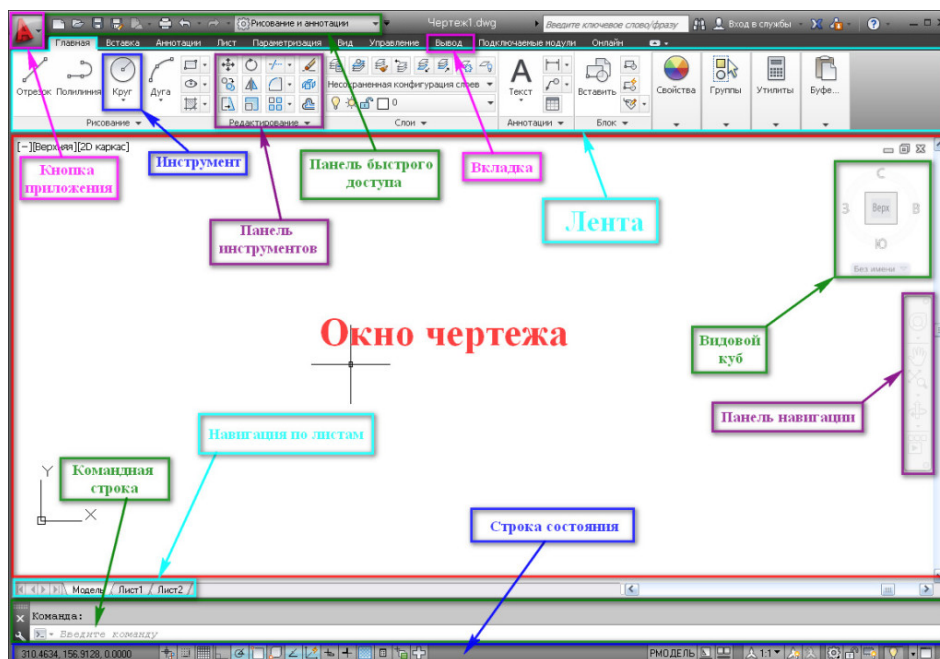 Рисование и аннотации
Чертеж1.dwg
Введите ключевое слово/фразу
Вход в службы
Главная Вставка Аннотации Лист Параметризация Вид Управление Вывод Подключаемые модули Онлайн
Несохраненная конфигурация слоев
Отрезок Полилиния Круг Дуга
0
Текст
Вставить
Свойства Группы Утилиты Буфе...
Рисование Редактирование Слои Аннотации Блок
[−][Верхняя][2D каркас]
Кнопка
приложения
Инструмент
Панель быстрого
доступа
Вкладка
Панель
инструментов
Лента
С
З Верх В
Ю
Без имени
Окно чертежа
Видовой
куб
Панель навигации
Навигация по листам
Командная
строка
Y
X
Строка состояния
Модель Лист1 Лист2
Команда:
Введите команду
310.4634, 156.9128, 0.0000
РМОДЕЛЬ
1:1